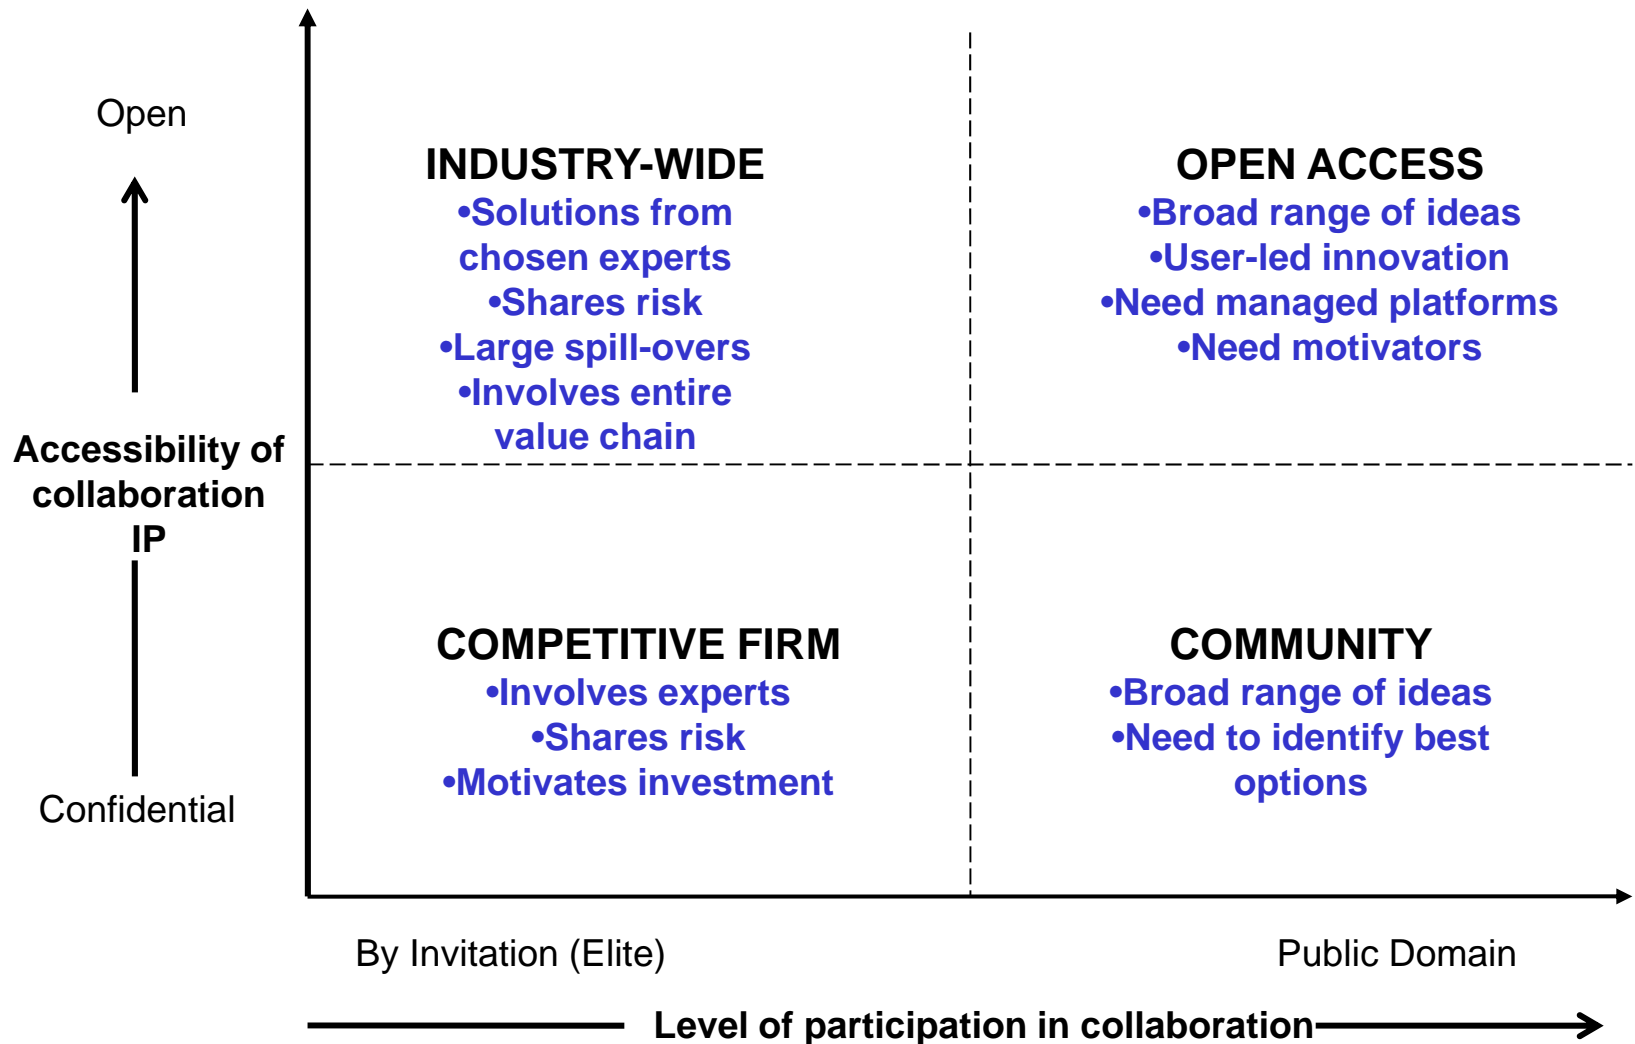 Open
INDUSTRY-WIDE
•Solutions from
chosen experts
•Shares risk
•Large spill-overs
•Involves entire
value chain
OPEN ACCESS
•Broad range of ideas
•User-led innovation
•Need managed platforms
•Need motivators
Accessibility of
collaboration
IP
COMPETITIVE FIRM
•Involves experts
•Shares risk
•Motivates investment
COMMUNITY
•Broad range of ideas
•Need to identify best
options
Confidential
By Invitation (Elite)
Public Domain
Level of participation in collaboration